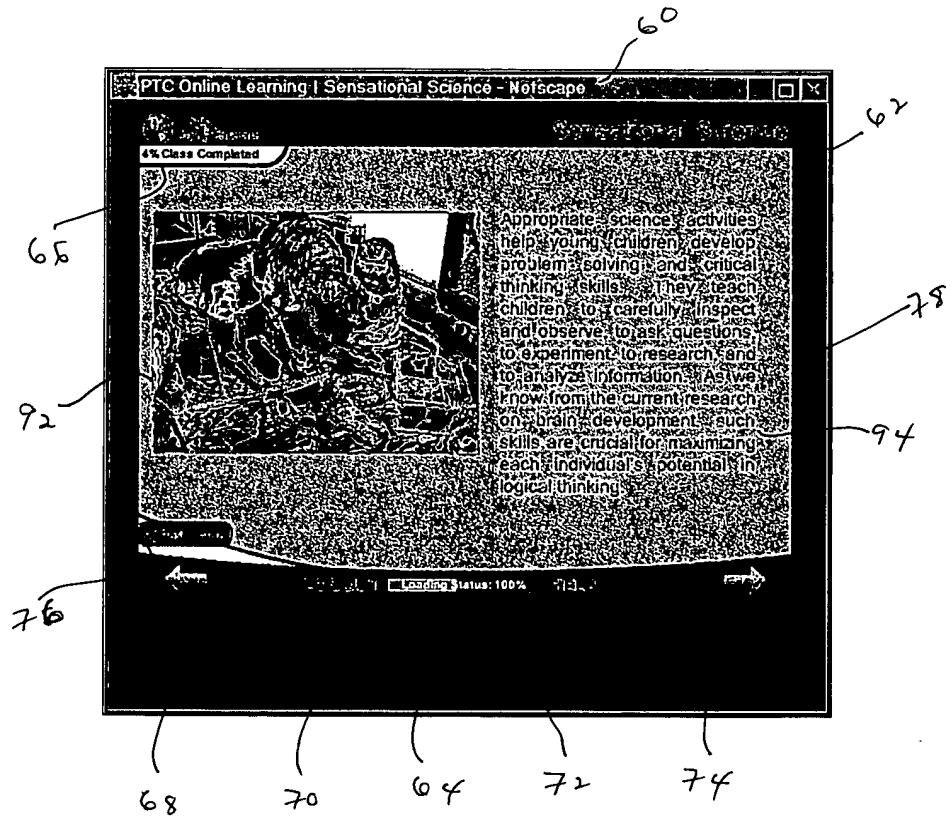 60
PTC Online Learning | Sensational Science - Netscape
62
Sensational Science
4% Class Completed
66
Appropriate science activities
help young children develop
problem solving and critical
thinking skills. They teach
children to carefully inspect
and observe, to ask questions,
to experiment, to research, and
to analyze information. As we
know from the current research
on brain development, such
skills are crucial for maximizing
each individual's potential in
logical thinking.
78
92
94
Loading Status: 100%
76
68
70
64
72
74